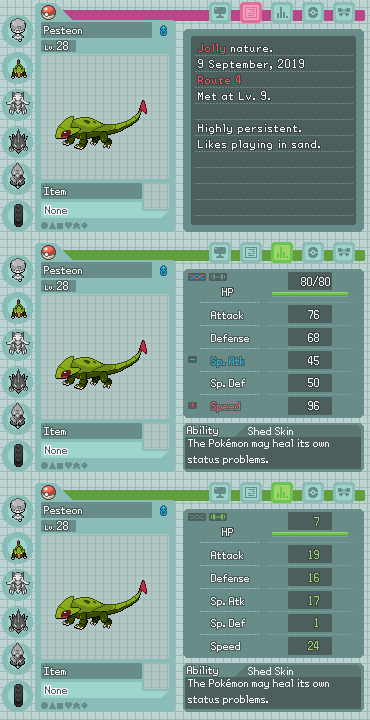 Pesteon
Lv.28
Item
None
Jolly nature.
9 September, 2019
Route 4
Met at Lv. 9.
Highly persistent.
Likes playing in sand.
Pesteon
Lv.28
Item
None
HP 80/80
Attack 76
Defense 68
Sp. Atk 45
Sp. Def 50
Speed 96
Ability Shed Skin
The Pokémon may heal its own
status problems.
Pesteon
Lv.28
Item
None
HP 7
Attack 19
Defense 16
Sp. Atk 17
Sp. Def 1
Speed 24
Ability Shed Skin
The Pokémon may heal its own
status problems.